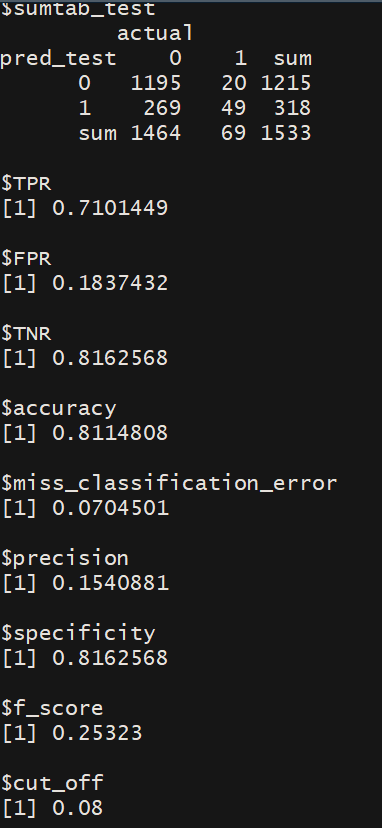 $sumtab_test
actual
pred_test 0 1 sum
0 1195 20 1215
1 269 49 318
sum 1464 69 1533
$TPR
[1] 0.7101449
$FPR
[1] 0.1837432
$TNR
[1] 0.8162568
$accuracy
[1] 0.8114808
$miss_classification_error
[1] 0.0704501
$precision
[1] 0.1540881
$specificity
[1] 0.8162568
$f_score
[1] 0.25323
$cut_off
[1] 0.08